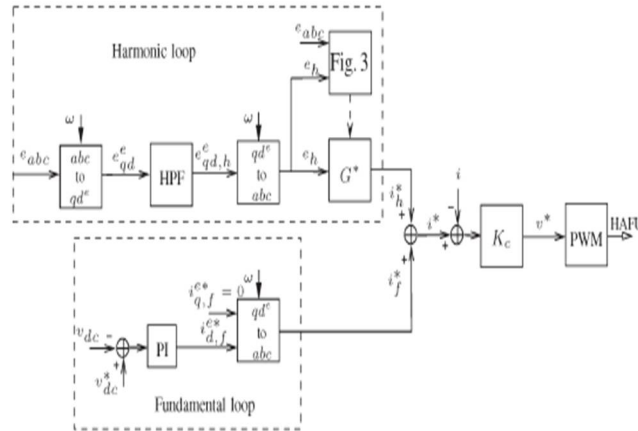 Harmonic loop
e_abc
e_h
Fig. 3
ω
ω
e_abc
abc
to
qd^e
e^e_qd
HPF
e^e_qd,h
qd^e
to
abc
e_h
G*
i*_h
+
i*
+
-
i
K_c
v*
PWM
HAFU
+
i*_f
i^e*_q,f = 0
ω
qd^e
to
abc
v_dc
-
+
v*_dc
PI
i^e*_d,f
Fundamental loop